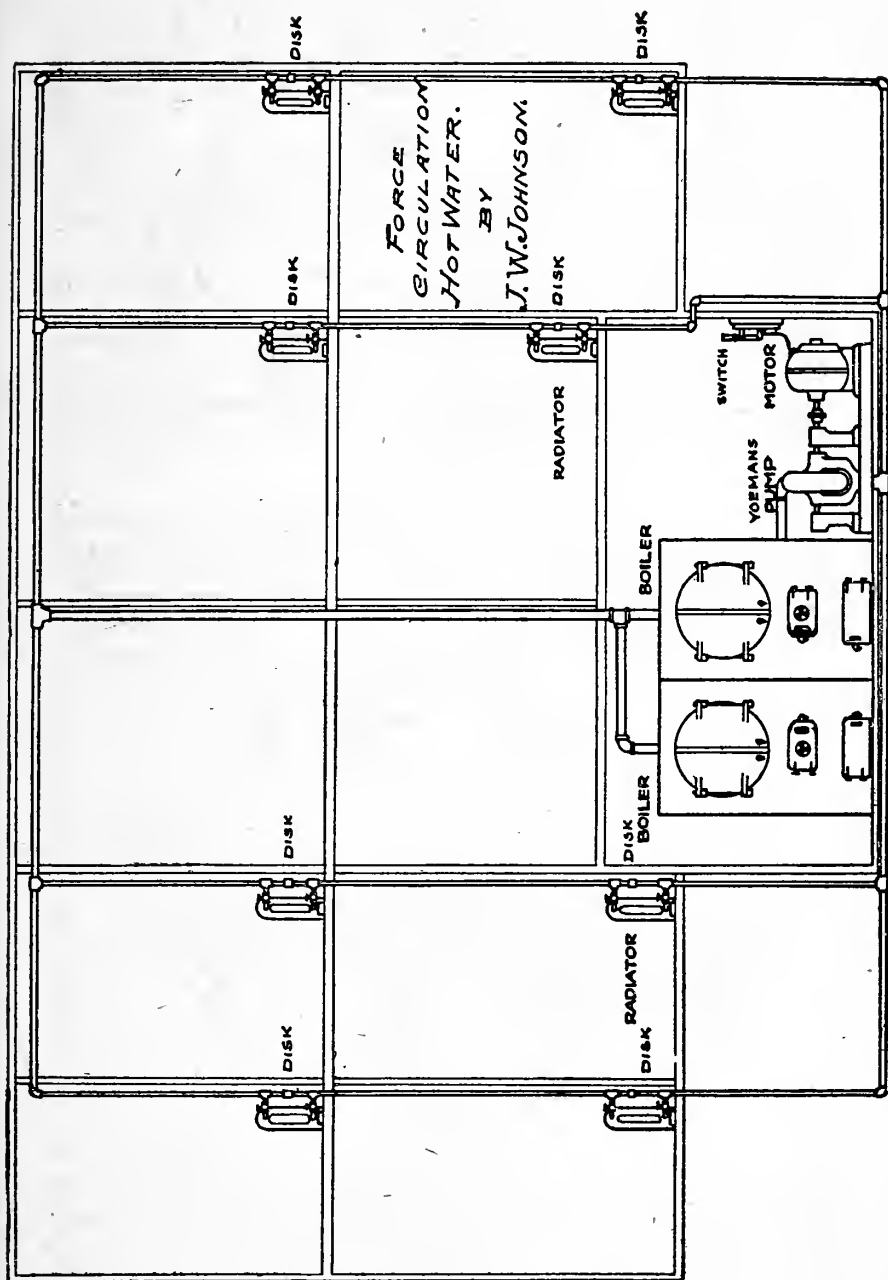 DISK
DISK
FORCE
CIRCULATION
HOT WATER.
BY
J.W. JOHNSON.
DISK
DISK
RADIATOR
SWITCH
MOTOR
YOEMANS
PUMP
BOILER
DISK
DISK
BOILER
RADIATOR
DISK
DISK